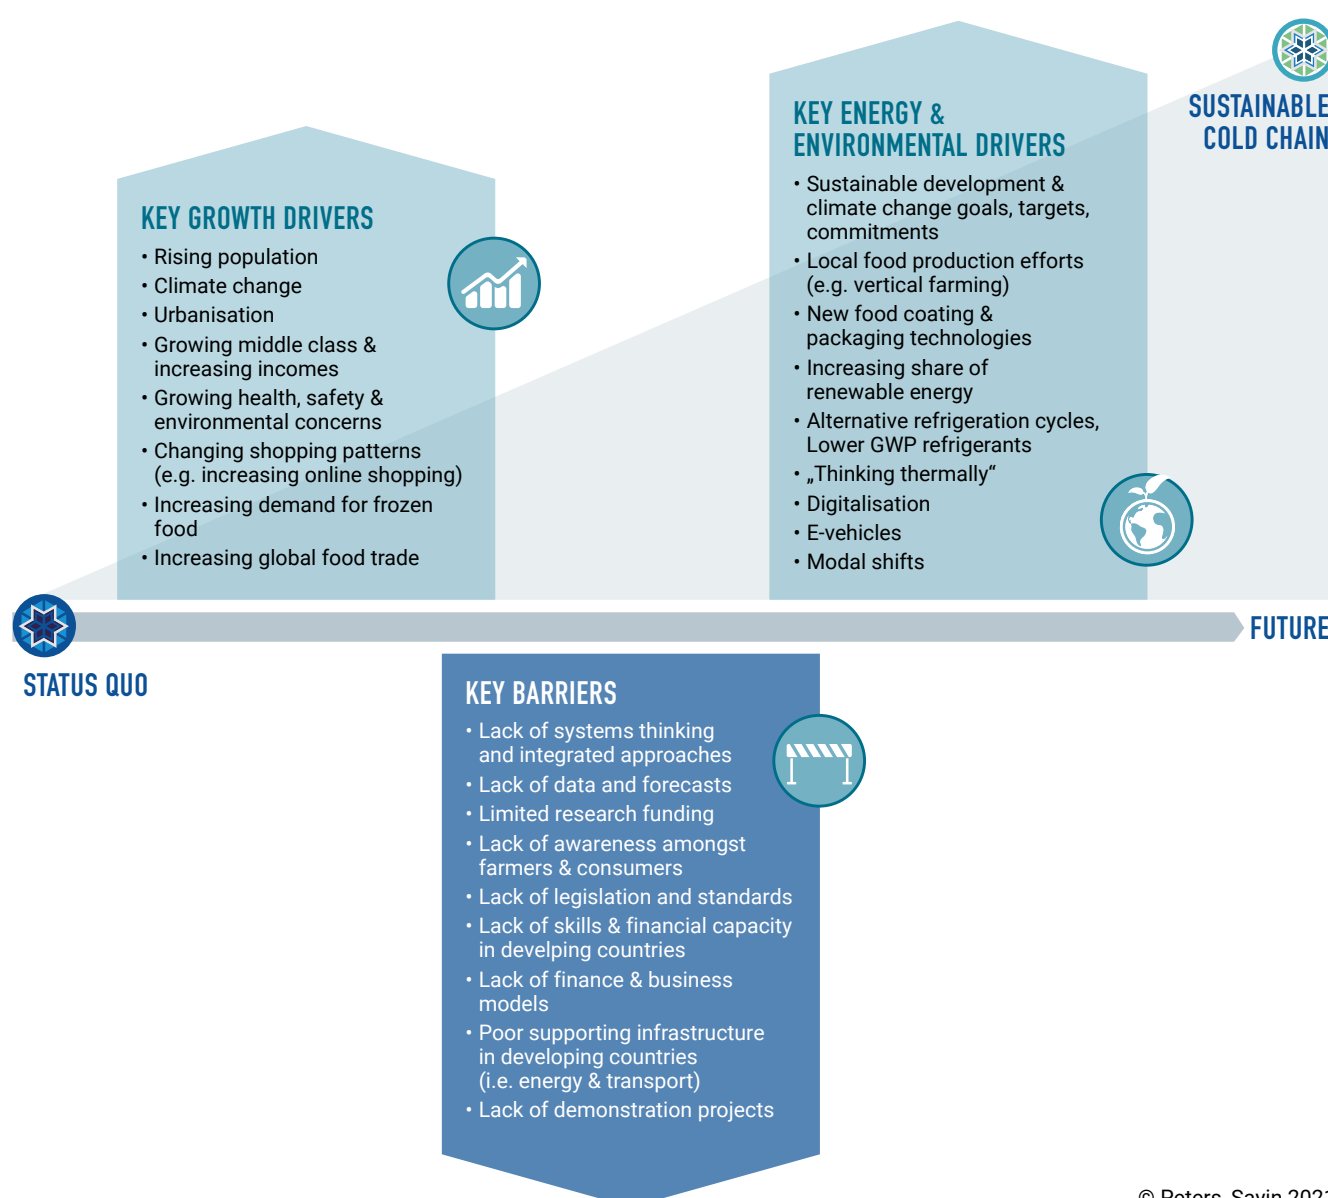 KEY GROWTH DRIVERS
• Rising population
• Climate change
• Urbanisation
• Growing middle class &
increasing incomes
• Growing health, safety &
environmental concerns
• Changing shopping patterns
(e.g. increasing online shopping)
• Increasing demand for frozen
food
• Increasing global food trade
KEY ENERGY &
ENVIRONMENTAL DRIVERS
• Sustainable development &
climate change goals, targets,
commitments
• Local food production efforts
(e.g. vertical farming)
• New food coating &
packaging technologies
• Increasing share of
renewable energy
• Alternative refrigeration cycles,
Lower GWP refrigerants
• „Thinking thermally“
• Digitalisation
• E-vehicles
• Modal shifts
SUSTAINABLE
COLD CHAIN
FUTURE
STATUS QUO
KEY BARRIERS
• Lack of systems thinking
and integrated approaches
• Lack of data and forecasts
• Limited research funding
• Lack of awareness amongst
farmers & consumers
• Lack of legislation and standards
• Lack of skills & financial capacity
in develping countries
• Lack of finance & business
models
• Poor supporting infrastructure
in developing countries
(i.e. energy & transport)
• Lack of demonstration projects
© Peters, Sayin